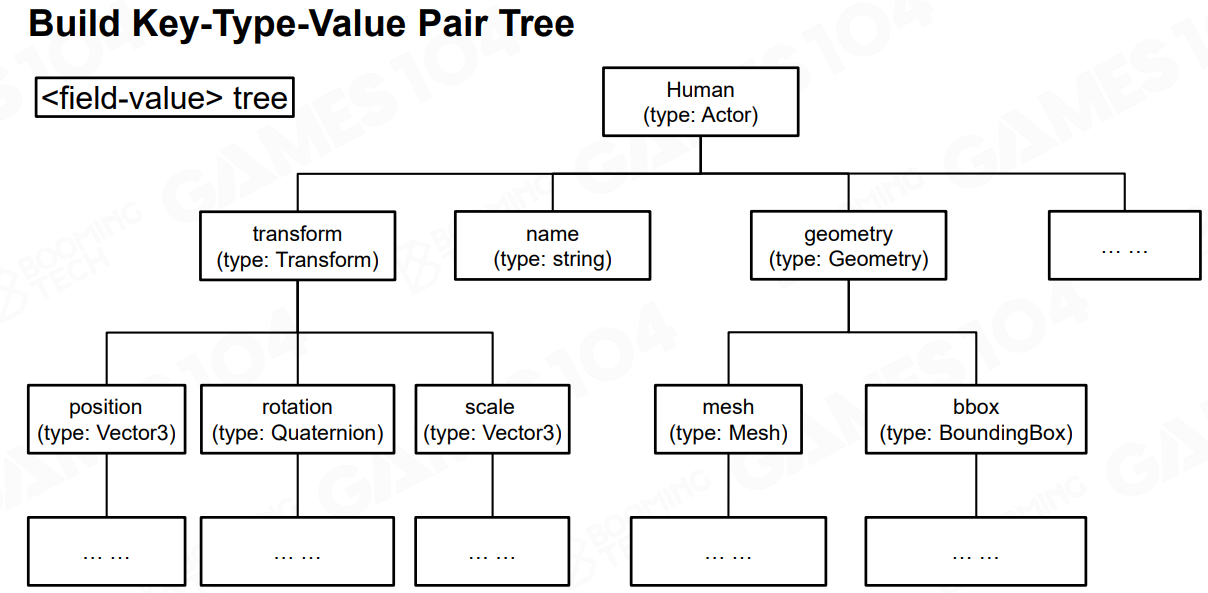 Build Key-Type-Value Pair Tree
<field-value> tree
Human
(type: Actor)
transform
(type: Transform)
name
(type: string)
geometry
(type: Geometry)
... ...
position
(type: Vector3)
rotation
(type: Quaternion)
scale
(type: Vector3)
mesh
(type: Mesh)
bbox
(type: BoundingBox)
... ...
... ...
... ...
... ...
... ...
GAMES104
BOOMING
TECH